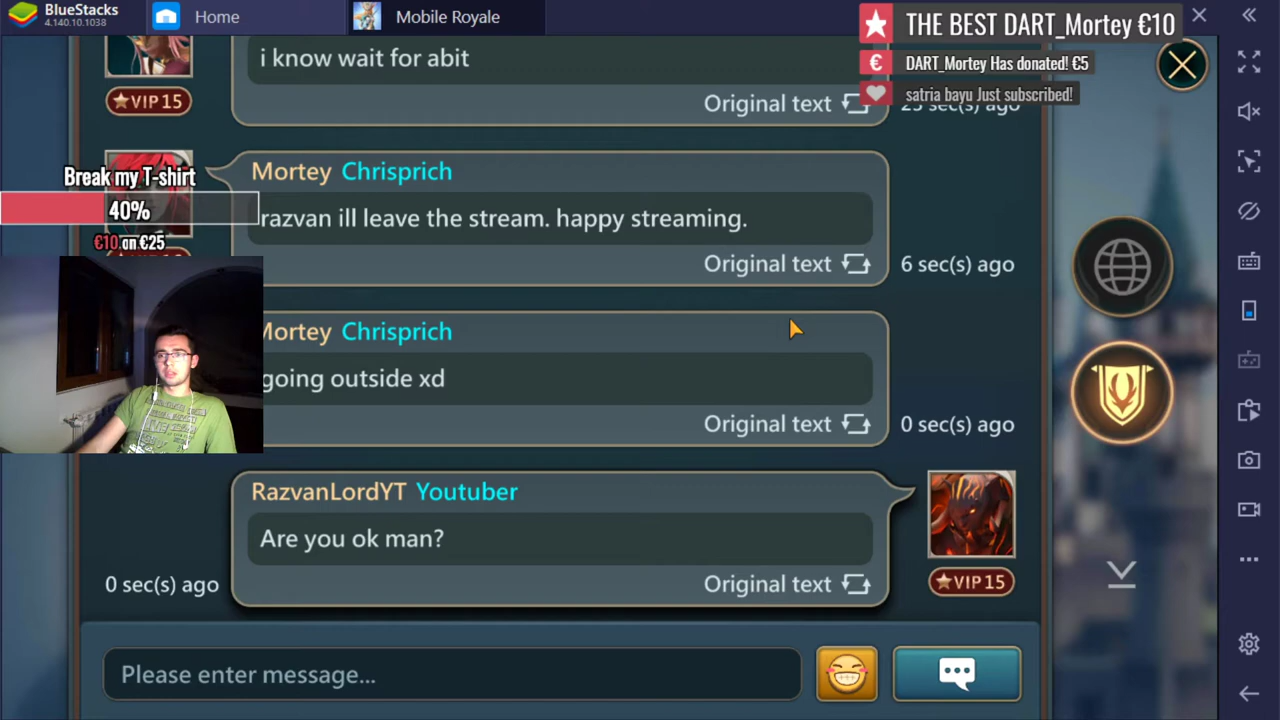 BlueStacks
4.140.10.1038
Home
Mobile Royale
THE BEST DART_Mortey €10
DART_Mortey Has donated! €5
satria bayu Just subscribed!
i know wait for abit
VIP 15
Original text
Break my T-shirt
40%
€10 on €25
Mortey Chrisprich
razvan ill leave the stream. happy streaming.
Original text
6 sec(s) ago
Mortey Chrisprich
going outside xd
Original text
0 sec(s) ago
RazvanLordYT Youtuber
Are you ok man?
0 sec(s) ago
Original text
VIP 15
Please enter message...